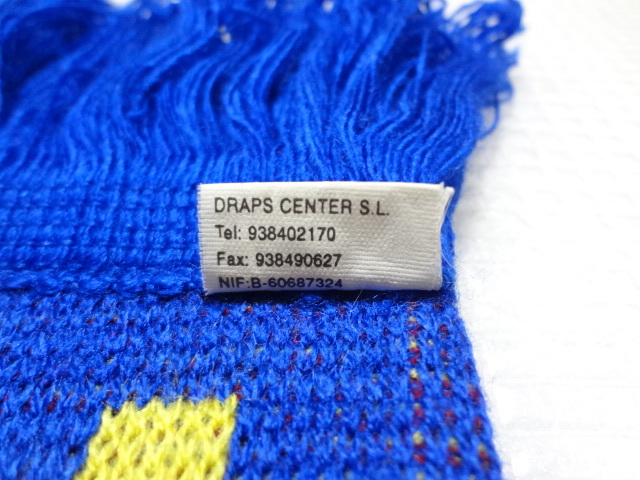 DRAPS CENTER S.L.
Tel: 938402170
Fax: 938490627
NIF:B-60687324